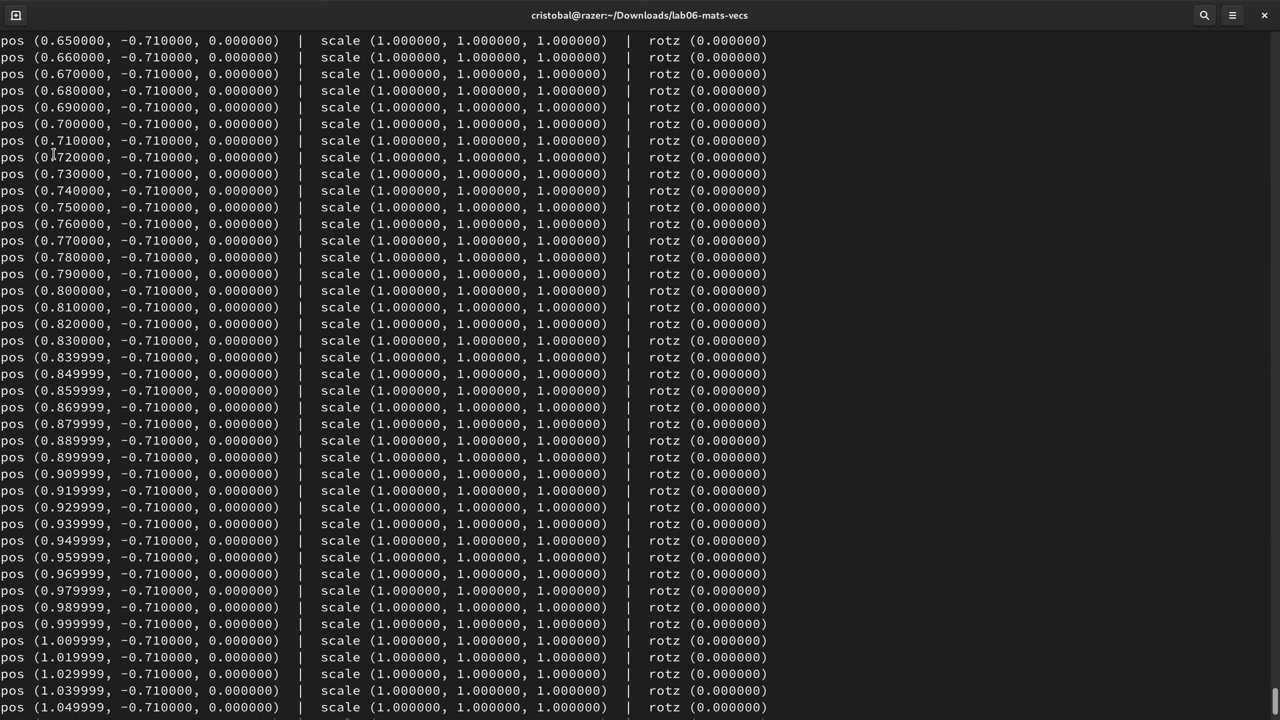 cristobal@razer:~/Downloads/lab06-mats-vecs
pos (0.650000, -0.710000, 0.000000)  |  scale (1.000000, 1.000000, 1.000000)  |  rotz (0.000000)
pos (0.660000, -0.710000, 0.000000)  |  scale (1.000000, 1.000000, 1.000000)  |  rotz (0.000000)
pos (0.670000, -0.710000, 0.000000)  |  scale (1.000000, 1.000000, 1.000000)  |  rotz (0.000000)
pos (0.680000, -0.710000, 0.000000)  |  scale (1.000000, 1.000000, 1.000000)  |  rotz (0.000000)
pos (0.690000, -0.710000, 0.000000)  |  scale (1.000000, 1.000000, 1.000000)  |  rotz (0.000000)
pos (0.700000, -0.710000, 0.000000)  |  scale (1.000000, 1.000000, 1.000000)  |  rotz (0.000000)
pos (0.710000, -0.710000, 0.000000)  |  scale (1.000000, 1.000000, 1.000000)  |  rotz (0.000000)
pos (0.720000, -0.710000, 0.000000)  |  scale (1.000000, 1.000000, 1.000000)  |  rotz (0.000000)
pos (0.730000, -0.710000, 0.000000)  |  scale (1.000000, 1.000000, 1.000000)  |  rotz (0.000000)
pos (0.740000, -0.710000, 0.000000)  |  scale (1.000000, 1.000000, 1.000000)  |  rotz (0.000000)
pos (0.750000, -0.710000, 0.000000)  |  scale (1.000000, 1.000000, 1.000000)  |  rotz (0.000000)
pos (0.760000, -0.710000, 0.000000)  |  scale (1.000000, 1.000000, 1.000000)  |  rotz (0.000000)
pos (0.770000, -0.710000, 0.000000)  |  scale (1.000000, 1.000000, 1.000000)  |  rotz (0.000000)
pos (0.780000, -0.710000, 0.000000)  |  scale (1.000000, 1.000000, 1.000000)  |  rotz (0.000000)
pos (0.790000, -0.710000, 0.000000)  |  scale (1.000000, 1.000000, 1.000000)  |  rotz (0.000000)
pos (0.800000, -0.710000, 0.000000)  |  scale (1.000000, 1.000000, 1.000000)  |  rotz (0.000000)
pos (0.810000, -0.710000, 0.000000)  |  scale (1.000000, 1.000000, 1.000000)  |  rotz (0.000000)
pos (0.820000, -0.710000, 0.000000)  |  scale (1.000000, 1.000000, 1.000000)  |  rotz (0.000000)
pos (0.830000, -0.710000, 0.000000)  |  scale (1.000000, 1.000000, 1.000000)  |  rotz (0.000000)
pos (0.839999, -0.710000, 0.000000)  |  scale (1.000000, 1.000000, 1.000000)  |  rotz (0.000000)
pos (0.849999, -0.710000, 0.000000)  |  scale (1.000000, 1.000000, 1.000000)  |  rotz (0.000000)
pos (0.859999, -0.710000, 0.000000)  |  scale (1.000000, 1.000000, 1.000000)  |  rotz (0.000000)
pos (0.869999, -0.710000, 0.000000)  |  scale (1.000000, 1.000000, 1.000000)  |  rotz (0.000000)
pos (0.879999, -0.710000, 0.000000)  |  scale (1.000000, 1.000000, 1.000000)  |  rotz (0.000000)
pos (0.889999, -0.710000, 0.000000)  |  scale (1.000000, 1.000000, 1.000000)  |  rotz (0.000000)
pos (0.899999, -0.710000, 0.000000)  |  scale (1.000000, 1.000000, 1.000000)  |  rotz (0.000000)
pos (0.909999, -0.710000, 0.000000)  |  scale (1.000000, 1.000000, 1.000000)  |  rotz (0.000000)
pos (0.919999, -0.710000, 0.000000)  |  scale (1.000000, 1.000000, 1.000000)  |  rotz (0.000000)
pos (0.929999, -0.710000, 0.000000)  |  scale (1.000000, 1.000000, 1.000000)  |  rotz (0.000000)
pos (0.939999, -0.710000, 0.000000)  |  scale (1.000000, 1.000000, 1.000000)  |  rotz (0.000000)
pos (0.949999, -0.710000, 0.000000)  |  scale (1.000000, 1.000000, 1.000000)  |  rotz (0.000000)
pos (0.959999, -0.710000, 0.000000)  |  scale (1.000000, 1.000000, 1.000000)  |  rotz (0.000000)
pos (0.969999, -0.710000, 0.000000)  |  scale (1.000000, 1.000000, 1.000000)  |  rotz (0.000000)
pos (0.979999, -0.710000, 0.000000)  |  scale (1.000000, 1.000000, 1.000000)  |  rotz (0.000000)
pos (0.989999, -0.710000, 0.000000)  |  scale (1.000000, 1.000000, 1.000000)  |  rotz (0.000000)
pos (0.999999, -0.710000, 0.000000)  |  scale (1.000000, 1.000000, 1.000000)  |  rotz (0.000000)
pos (1.009999, -0.710000, 0.000000)  |  scale (1.000000, 1.000000, 1.000000)  |  rotz (0.000000)
pos (1.019999, -0.710000, 0.000000)  |  scale (1.000000, 1.000000, 1.000000)  |  rotz (0.000000)
pos (1.029999, -0.710000, 0.000000)  |  scale (1.000000, 1.000000, 1.000000)  |  rotz (0.000000)
pos (1.039999, -0.710000, 0.000000)  |  scale (1.000000, 1.000000, 1.000000)  |  rotz (0.000000)
pos (1.049999, -0.710000, 0.000000)  |  scale (1.000000, 1.000000, 1.000000)  |  rotz (0.000000)